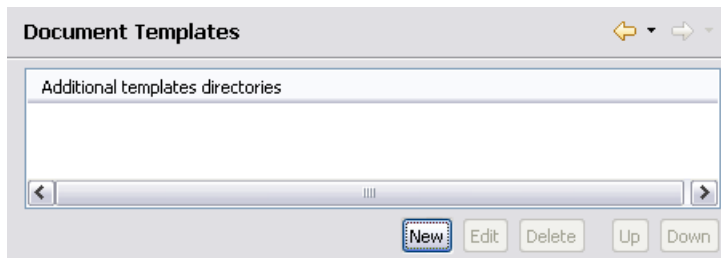 Document Templates
Additional templates directories
New Edit Delete Up Down